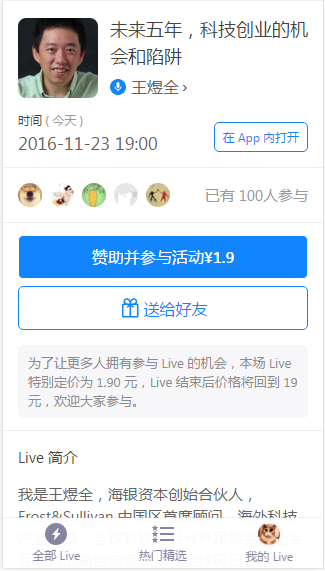 未来五年，科技创业的机
会和陷阱
王煜全
时间 ( 今天 )
2016-11-23 19:00
在 App 内打开
已有 100人参与
赞助并参与活动¥1.9
送给好友
为了让更多人拥有参与 Live 的机会，本场 Live
特别定价为 1.90 元，Live 结束后价格将回到 19
元，欢迎大家参与。
Live 简介
我是王煜全，海银资本创始合伙人，
Frost&Sullivan 中国区首席顾问，海外科技
全部 Live
热门精选
我的 Live